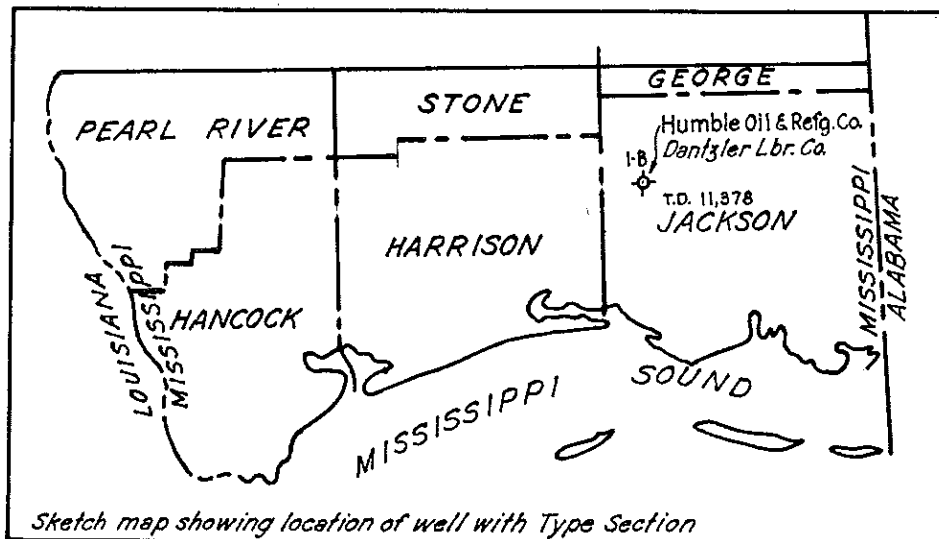 GEORGE
STONE
PEARL RIVER
Humble Oil & Refg. Co.
Dantzler Lbr. Co.
1-B
T.D. 11,378
JACKSON
HARRISON
HANCOCK
LOUISIANA
MISSISSIPPI
MISSISSIPPI
ALABAMA
MISSISSIPPI
SOUND
Sketch map showing location of well with Type Section